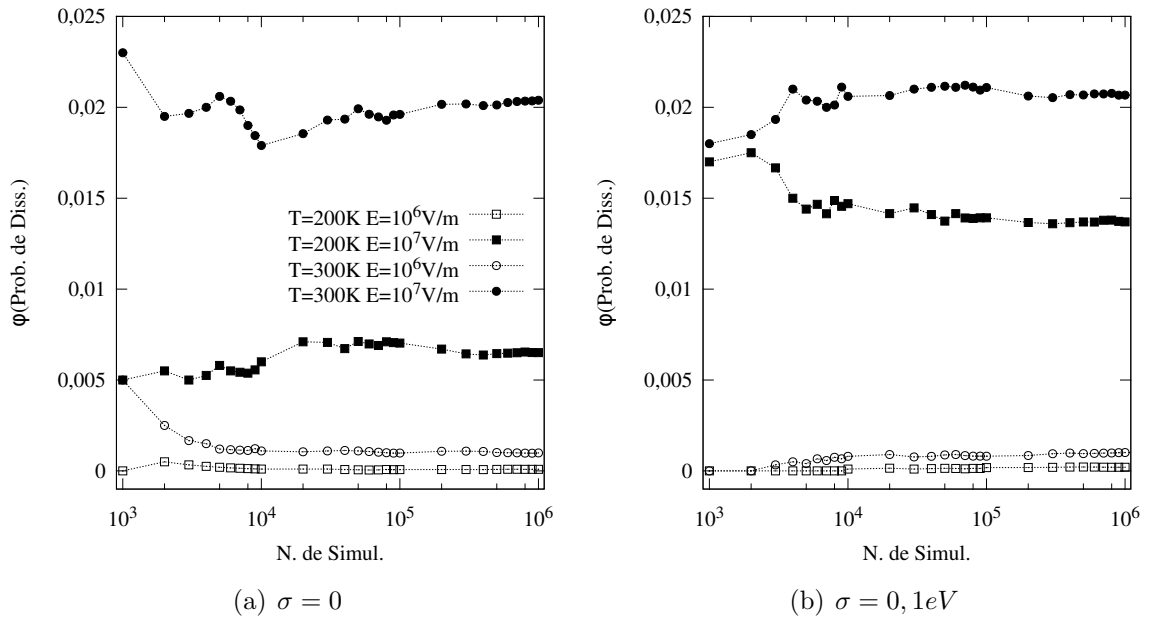 0,025
0,02
0,015
0,01
0,005
0
φ(Prob. de Diss.)
T=200K E=10⁶V/m
T=200K E=10⁷V/m
T=300K E=10⁶V/m
T=300K E=10⁷V/m
10³ 10⁴ 10⁵ 10⁶
N. de Simul.
(a) σ = 0
0,025
0,02
0,015
0,01
0,005
0
φ(Prob. de Diss.)
10³ 10⁴ 10⁵ 10⁶
N. de Simul.
(b) σ = 0, 1eV